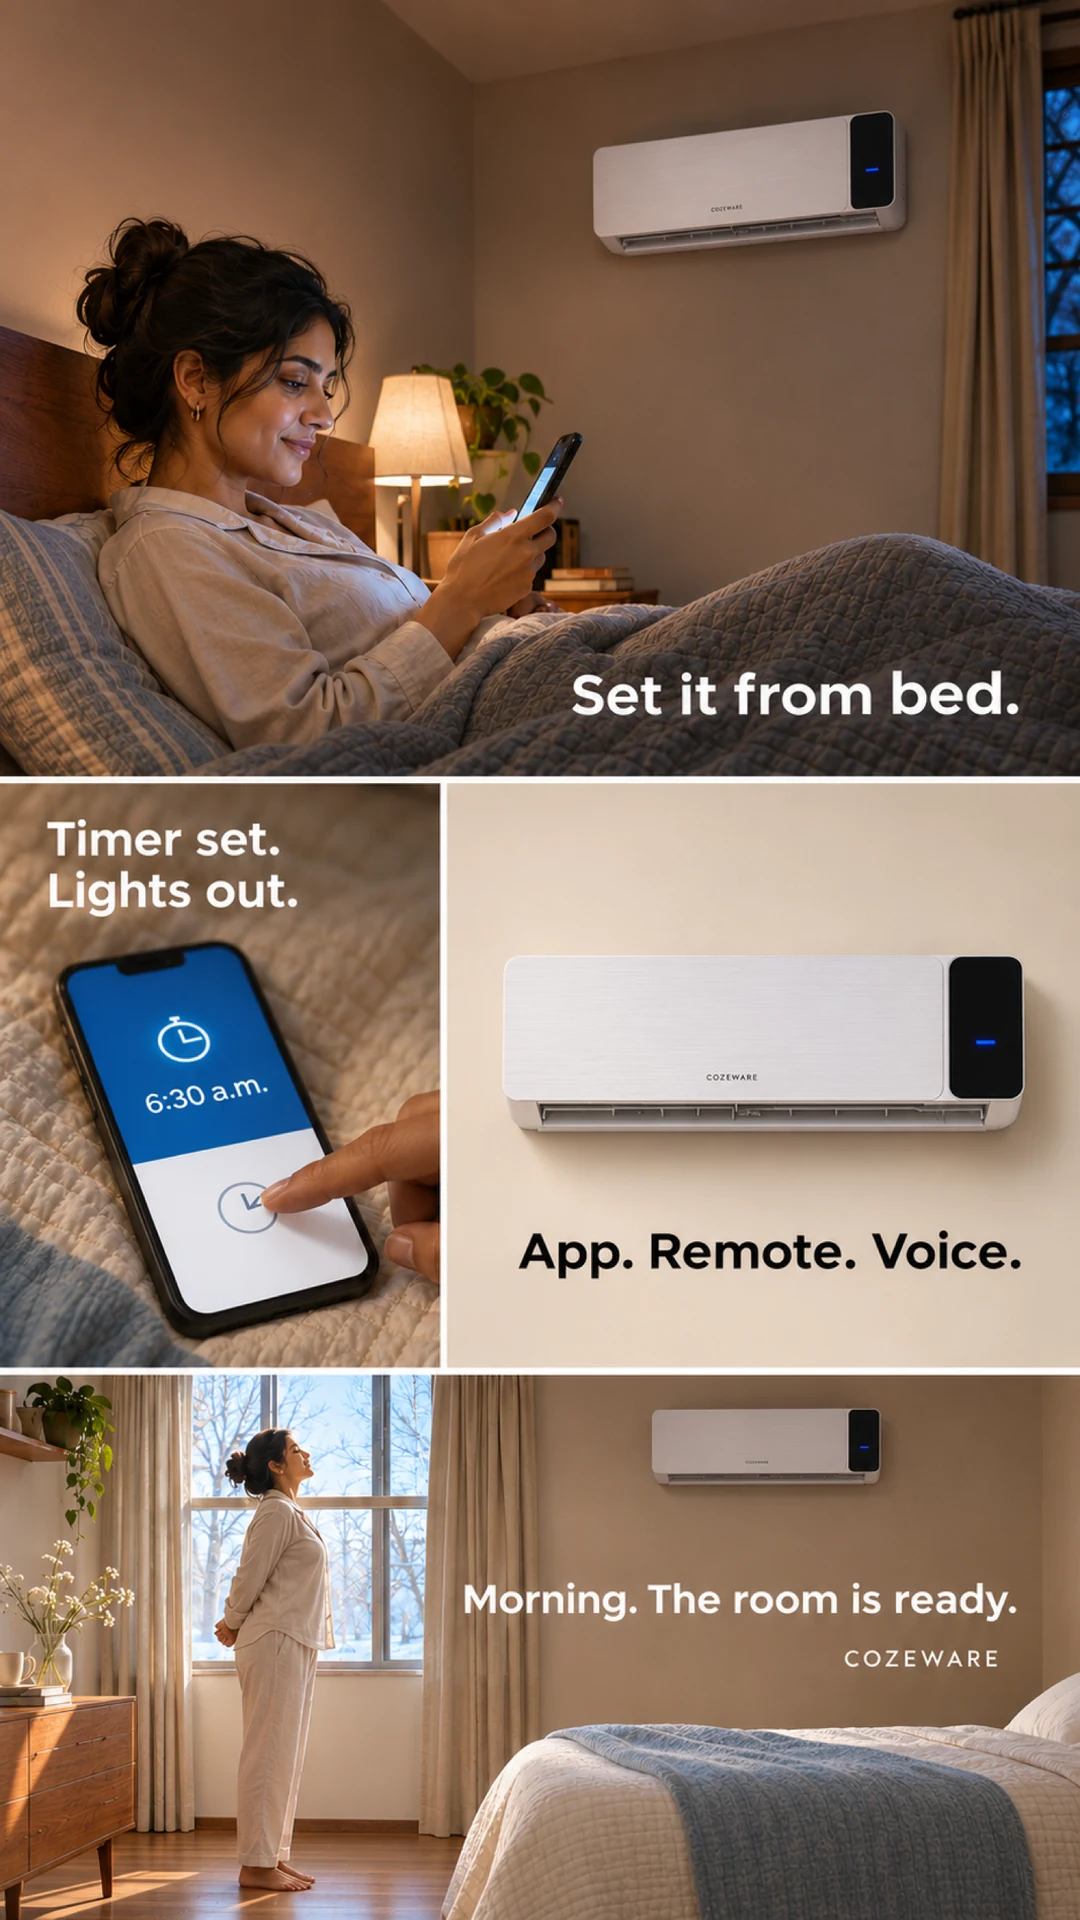 COZEWARE
Set it from bed.
Timer set.
Lights out.
6:30 a.m.
COZEWARE
App. Remote. Voice.
COZEWARE
Morning. The room is ready.
COZEWARE